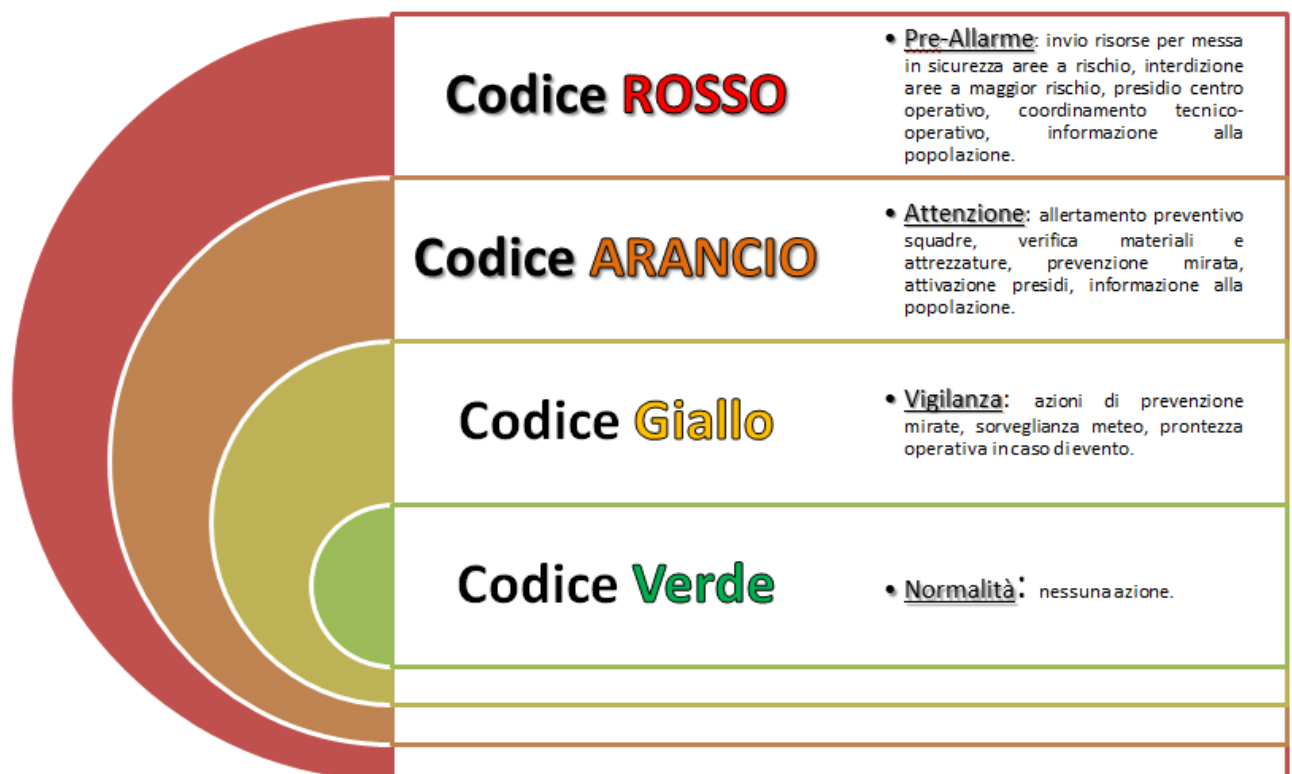 Codice ROSSO
• Pre-Allarme: invio risorse per messa
in sicurezza aree a rischio, interdizione
aree a maggior rischio, presidio centro
operativo, coordinamento tecnico-
operativo, informazione alla
popolazione.
Codice ARANCIO
• Attenzione: allertamento preventivo
squadre, verifica materiali e
attrezzature, prevenzione mirata,
attivazione presidi, informazione alla
popolazione.
Codice Giallo
• Vigilanza: azioni di prevenzione
mirate, sorveglianza meteo, prontezza
operativa in caso di evento.
Codice Verde
• Normalità: nessuna azione.